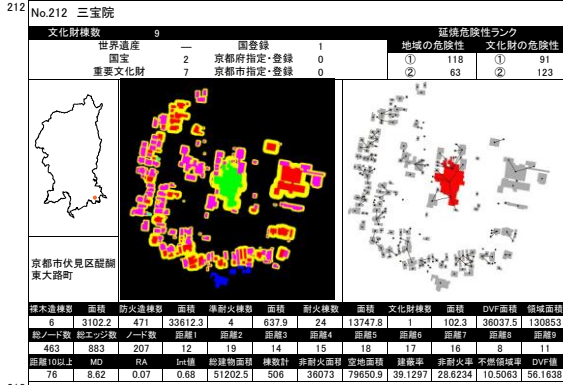 212
No.212 三宝院
文化財棟数 9
延焼危険性ランク
世界遺産 ― 国登録 1
地域の危険性 文化財の危険性
国宝 2 京都府指定・登録 0
① 118 ① 91
重要文化財 7 京都市指定・登録 0
② 63 ② 123
京都市伏見区醍醐
東大路町
裸木造棟数 面積 防火造棟数 面積 準耐火棟数 面積 耐火棟数 面積 文化財棟数 面積 DVF面積 領域面積
6 3102.2 471 33612.3 4 637.9 24 13747.8 1 102.3 36037.5 130853
総ノード数 総エッジ数 ノード数 距離1 距離2 距離3 距離4 距離5 距離6 距離7 距離8 距離9
463 883 207 12 19 14 15 18 17 16 8 11
距離10以上 MD RA Int値 総建物面積 棟数計 非耐火面積 空地面積 建蔽率 非耐火率 不燃領域率 DVF値
76 8.62 0.07 0.68 51202.5 506 36073 79650.9 39.1297 28.6234 10.5063 56.1638